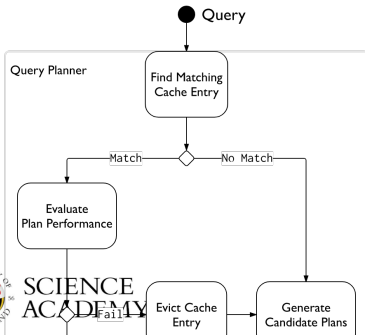 Query
Query Planner
Find Matching
Cache Entry
Match
No Match
Evaluate
Plan Performance
SCIENCE
ACADEMY
Fail
Evict Cache
Entry
Generate
Candidate Plans